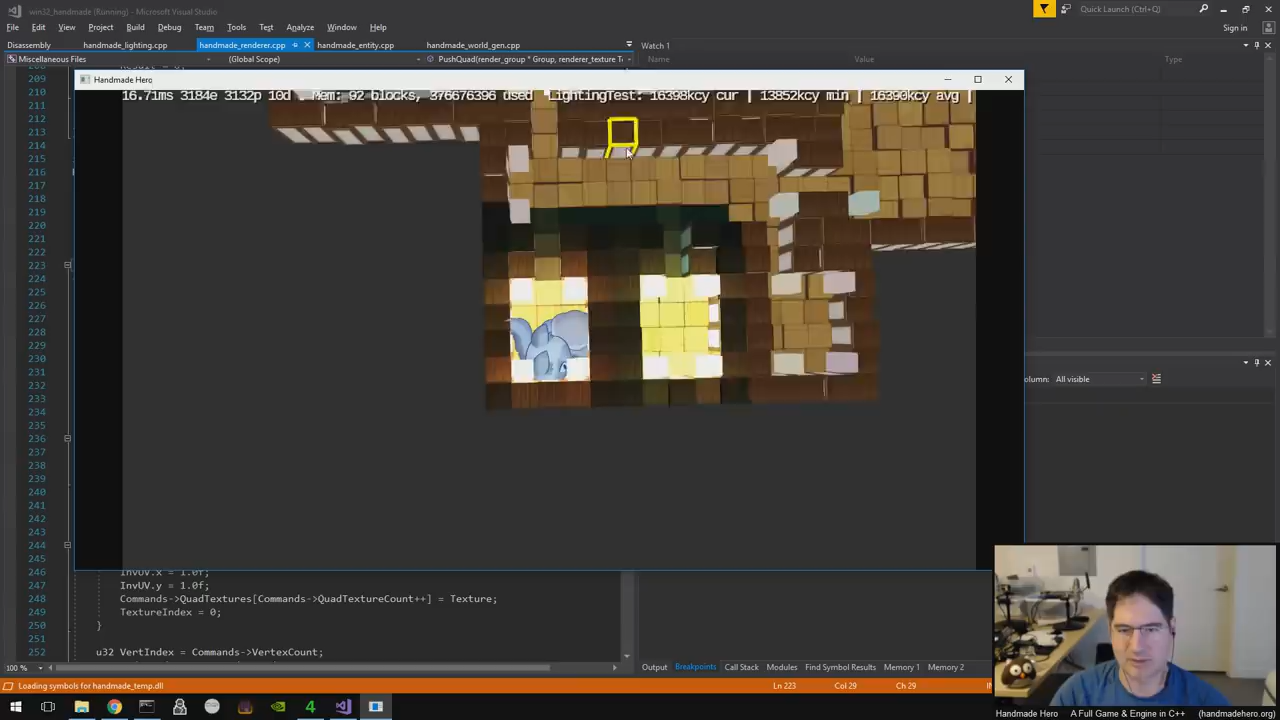 win32_handmade (Running) - Microsoft Visual Studio
Quick Launch (Ctrl+Q)
File Edit View Project Build Debug Team Tools Test Analyze Window Help
Sign in
Disassembly handmade_lighting.cpp handmade_renderer.cpp handmade_entity.cpp handmade_world_gen.cpp
Watch 1
Miscellaneous Files (Global Scope) PushQuad(render_group * Group, renderer_texture T
Name Value Type
209
Handmade Hero
210
16.71ms 3184e 3132p 10d . Mem: 92 blocks, 376676396 used LightingTest: 16398kcy cur | 13852kcy min | 16390kcy avg |
211
212
213
214
215
216
217
218
219
220
221
222
223
224
225
226
227
228
229
230
231
232
olumn: All visible
233
234
235
236
237
238
239
240
241
242
243
244
245
246 InvUV.x = 1.0f;
247 InvUV.y = 1.0f;
248 Commands->QuadTextures[Commands->QuadTextureCount++] = Texture;
249 TextureIndex = 0;
250 }
251
252 u32 VertIndex = Commands->VertexCount;
100 %
Output Breakpoints Call Stack Modules Find Symbol Results Memory 1 Memory 2
Loading symbols for handmade_temp.dll Ln 223 Col 29 Ch 29 IN
Handmade Hero A Full Game & Engine in C++ (handmadehero.org)